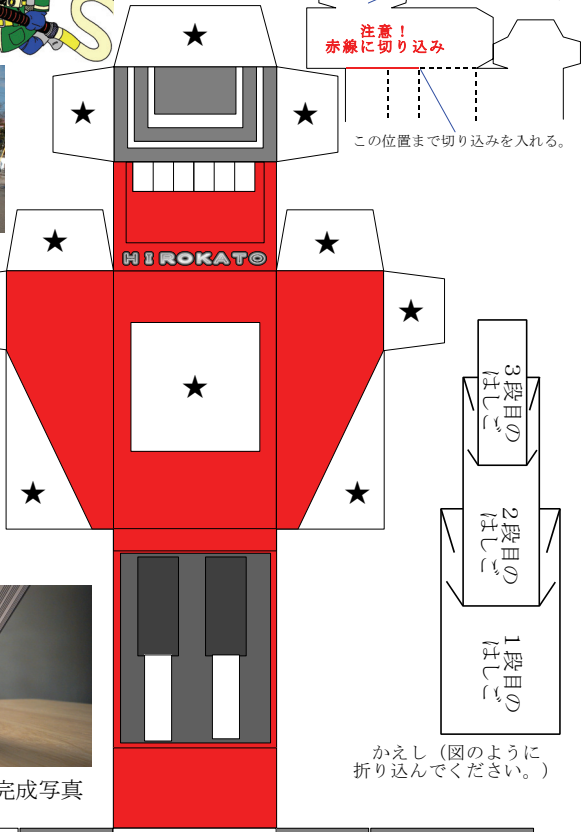 注意！
赤線に切り込み
この位置まで切り込みを入れる。
HIROKATO
3段目の
はしご
2段目の
はしご
1段目の
はしご
かえし（図のように
折り込んでください。）
完成写真